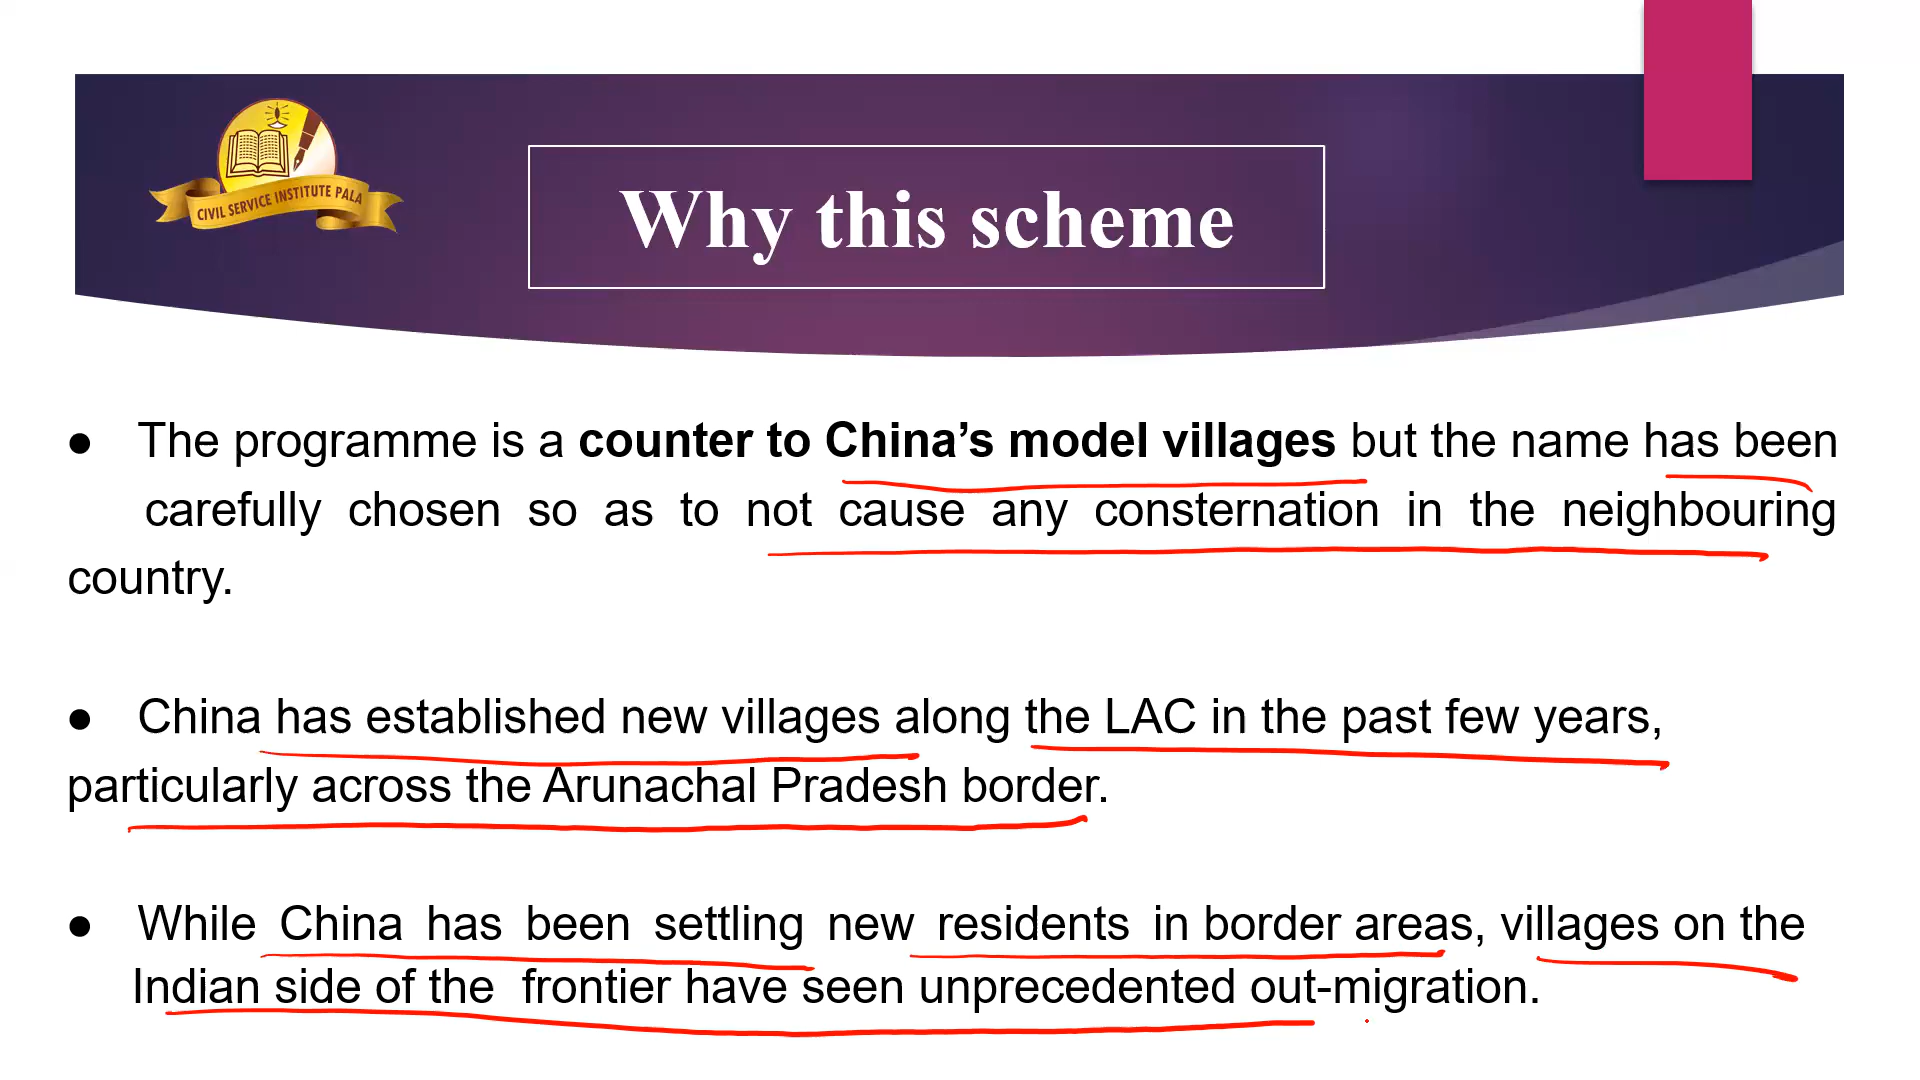 CIVIL SERVICE INSTITUTE PALA
Why this scheme
● The programme is a counter to China’s model villages but the name has been
carefully chosen so as to not cause any consternation in the neighbouring
country.
● China has established new villages along the LAC in the past few years,
particularly across the Arunachal Pradesh border.
● While China has been settling new residents in border areas, villages on the
Indian side of the frontier have seen unprecedented out-migration.